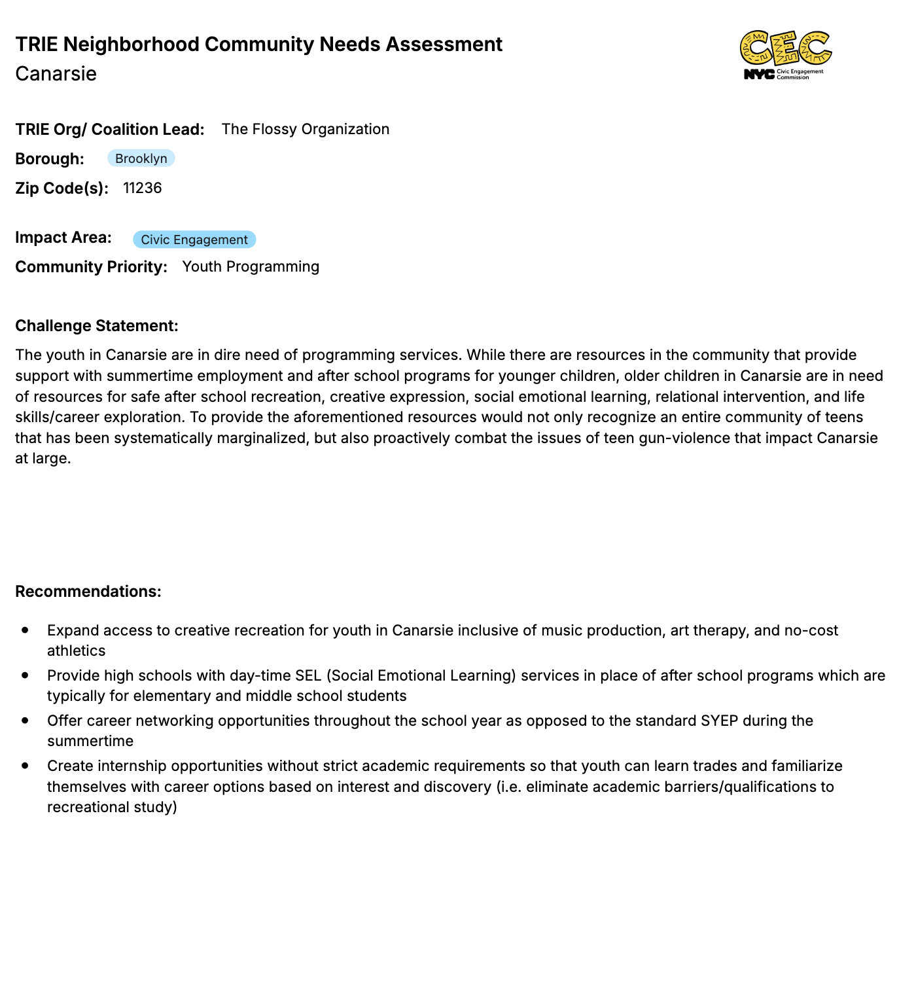 TRIE Neighborhood Community Needs Assessment
Canarsie
CEC
NYC Civic Engagement
Commission
TRIE Org/ Coalition Lead: The Flossy Organization
Borough: Brooklyn
Zip Code(s): 11236
Impact Area: Civic Engagement
Community Priority: Youth Programming
Challenge Statement:
The youth in Canarsie are in dire need of programming services. While there are resources in the community that provide
support with summertime employment and after school programs for younger children, older children in Canarsie are in need
of resources for safe after school recreation, creative expression, social emotional learning, relational intervention, and life
skills/career exploration. To provide the aforementioned resources would not only recognize an entire community of teens
that has been systematically marginalized, but also proactively combat the issues of teen gun-violence that impact Canarsie
at large.
Recommendations:
● Expand access to creative recreation for youth in Canarsie inclusive of music production, art therapy, and no-cost
athletics
● Provide high schools with day-time SEL (Social Emotional Learning) services in place of after school programs which are
typically for elementary and middle school students
● Offer career networking opportunities throughout the school year as opposed to the standard SYEP during the
summertime
● Create internship opportunities without strict academic requirements so that youth can learn trades and familiarize
themselves with career options based on interest and discovery (i.e. eliminate academic barriers/qualifications to
recreational study)